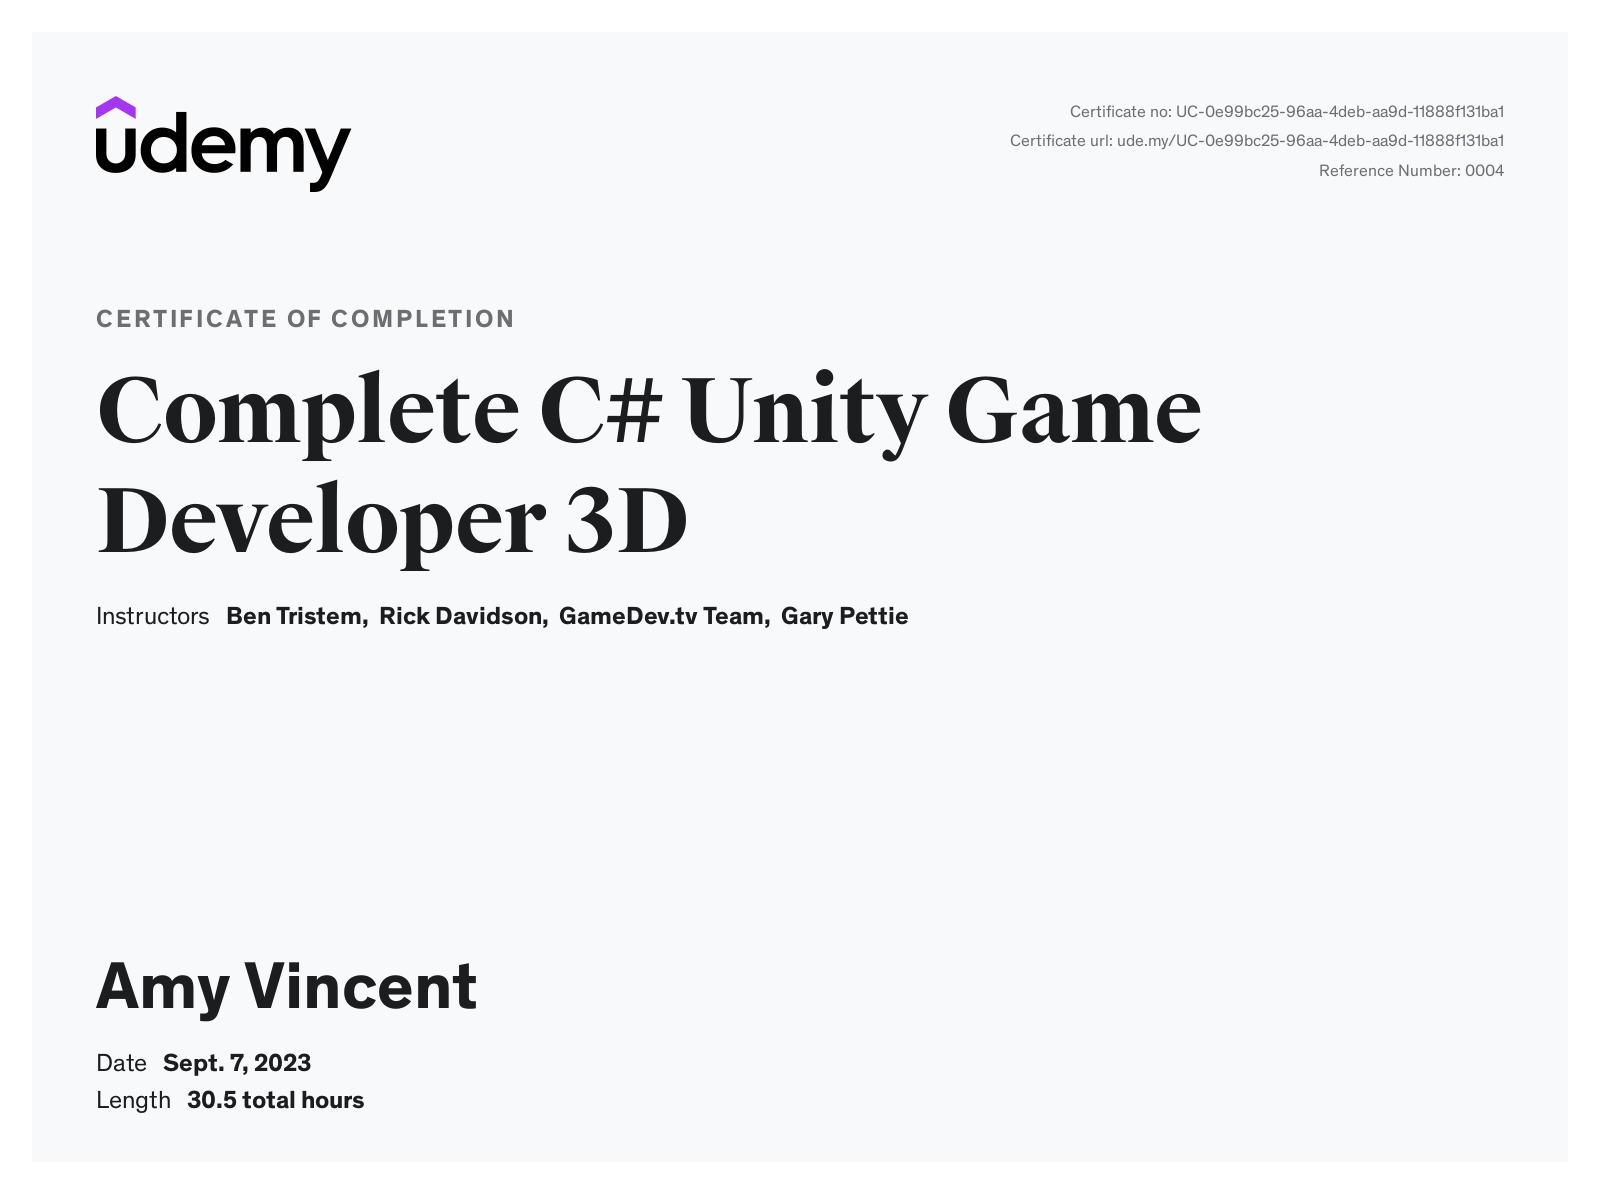 udemy
Certificate no: UC-0e99bc25-96aa-4deb-aa9d-11888f131ba1
Certificate url: ude.my/UC-0e99bc25-96aa-4deb-aa9d-11888f131ba1
Reference Number: 0004
CERTIFICATE OF COMPLETION
Complete C# Unity Game
Developer 3D
Instructors Ben Tristem, Rick Davidson, GameDev.tv Team, Gary Pettie
Amy Vincent
Date Sept. 7, 2023
Length 30.5 total hours